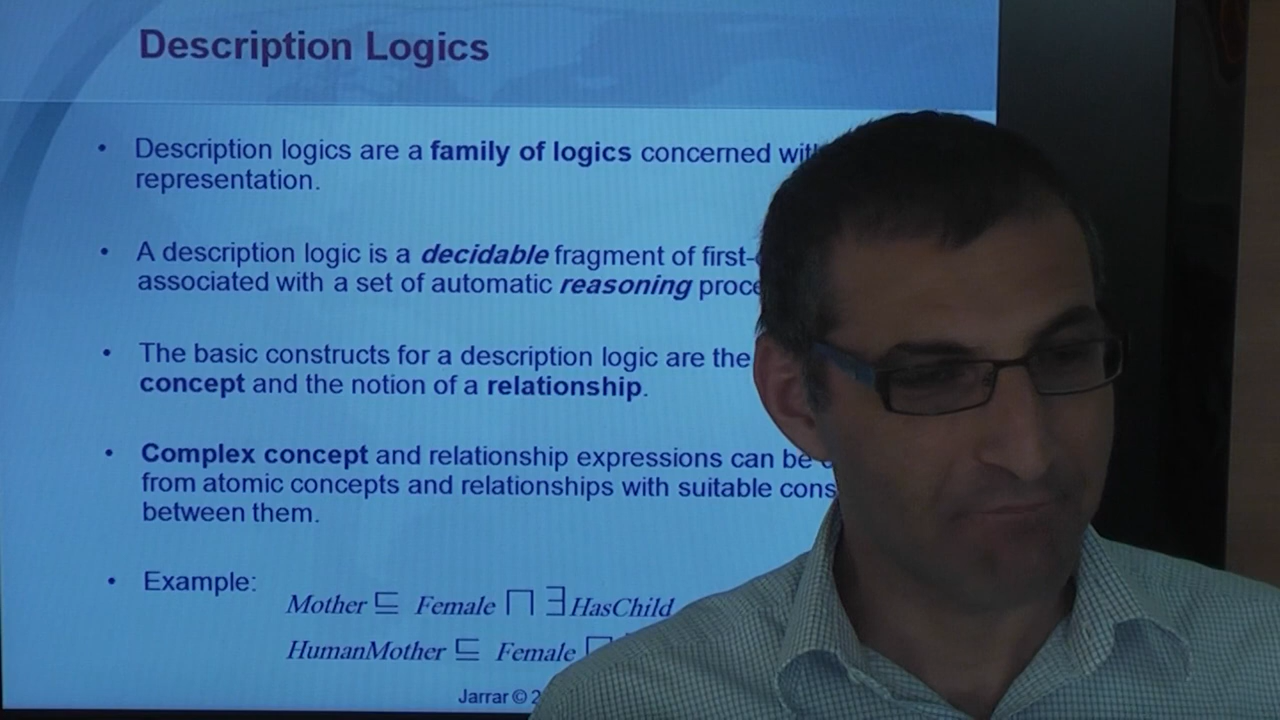 Description Logics
• Description logics are a family of logics concerned with
representation.
• A description logic is a decidable fragment of first-
associated with a set of automatic reasoning
• The basic constructs for a description logic are the
concept and the notion of a relationship.
• Complex concept and relationship expressions can be
from atomic concepts and relationships with suitable
between them.
• Example:
Mother ⊑ Female ⊓ ∃HasChild
HumanMother ⊑ Female ⊓
Jarrar ©